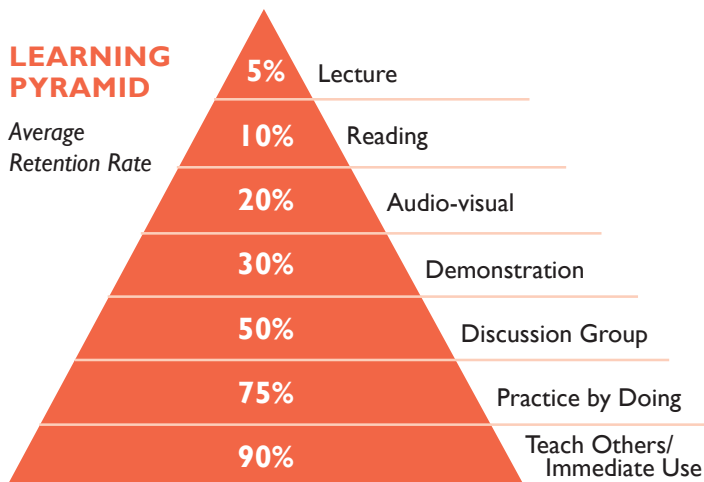 LEARNING
PYRAMID
Average
Retention Rate
5% Lecture
10% Reading
20% Audio-visual
30% Demonstration
50% Discussion Group
75% Practice by Doing
90% Teach Others/
Immediate Use